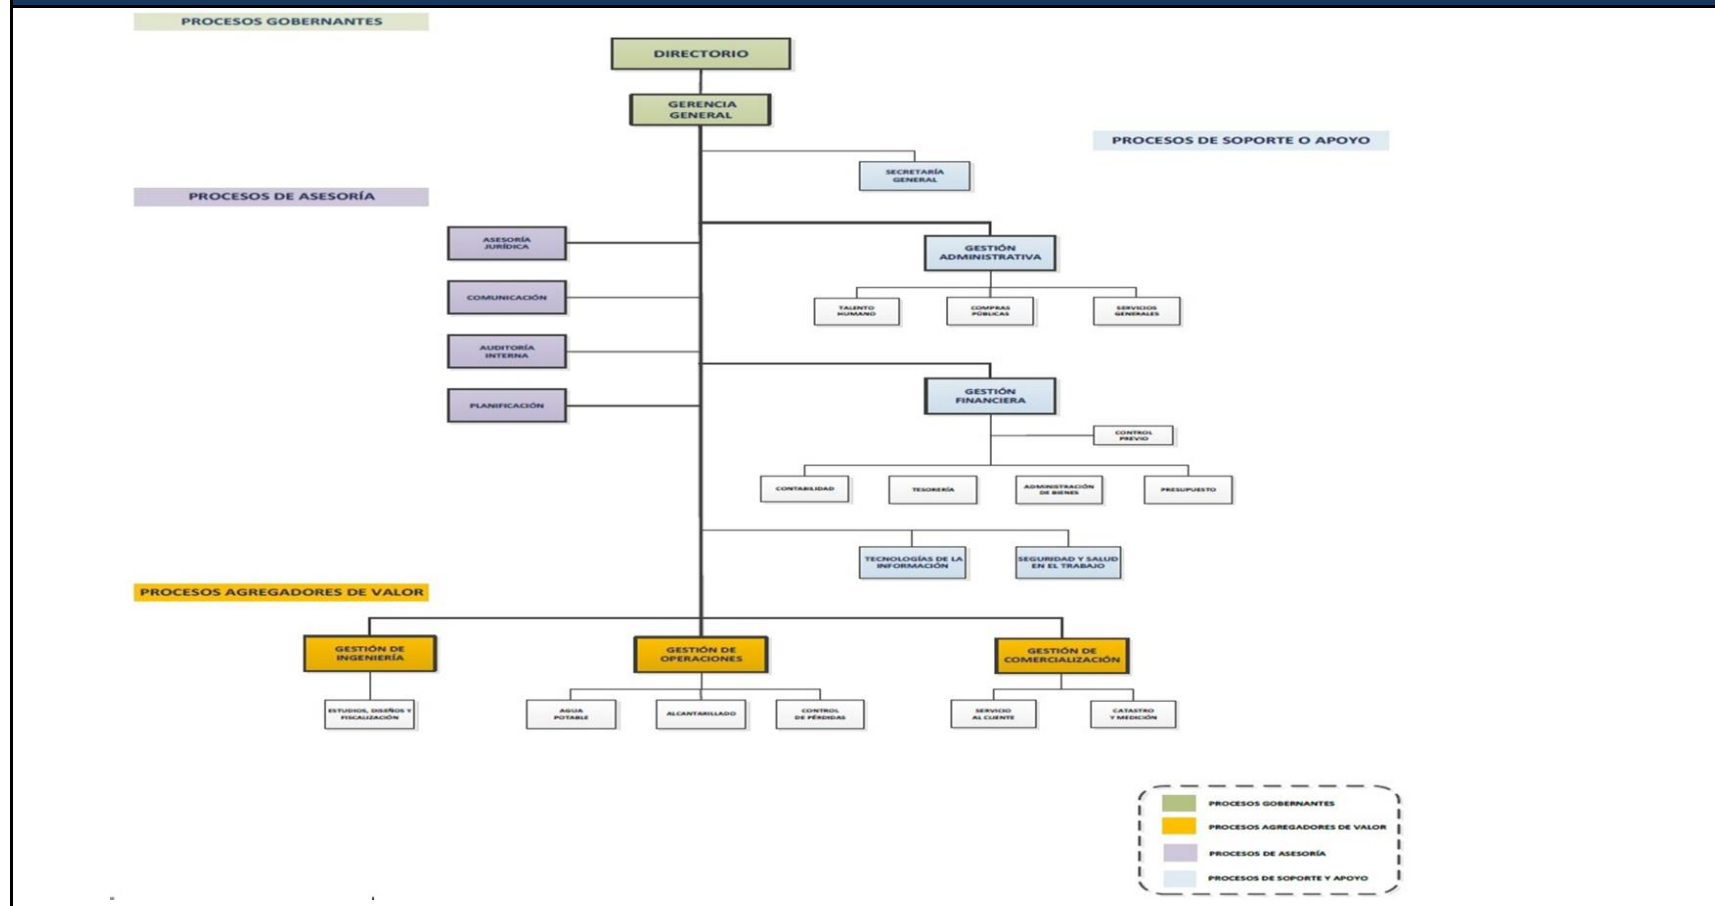 PROCESOS GOBERNANTES
DIRECTORIO
GERENCIA
GENERAL
PROCESOS DE SOPORTE O APOYO
SECRETARÍA
GENERAL
PROCESOS DE ASESORÍA
ASESORÍA
JURÍDICA
GESTIÓN
ADMINISTRATIVA
COMUNICACIÓN
TALENTO
HUMANO
COMPRAS
PÚBLICAS
SERVICIOS
GENERALES
AUDITORÍA
INTERNA
GESTIÓN
FINANCIERA
PLANIFICACIÓN
CONTROL
PREVIO
CONTABILIDAD
TESORERÍA
ADMINISTRACIÓN
DE BIENES
PRESUPUESTO
TECNOLOGÍAS DE LA
INFORMACIÓN
SEGURIDAD Y SALUD
EN EL TRABAJO
PROCESOS AGREGADORES DE VALOR
GESTIÓN DE
INGENIERÍA
GESTIÓN DE
OPERACIONES
GESTIÓN DE
COMERCIALIZACIÓN
ESTUDIOS, DISEÑOS Y
FISCALIZACIÓN
AGUA
POTABLE
ALCANTARILLADO
CONTROL
DE PÉRDIDAS
SERVICIO
AL CLIENTE
CATASTRO
Y MEDICIÓN
PROCESOS GOBERNANTES
PROCESOS AGREGADORES DE VALOR
PROCESOS DE ASESORÍA
PROCESOS DE SOPORTE Y APOYO